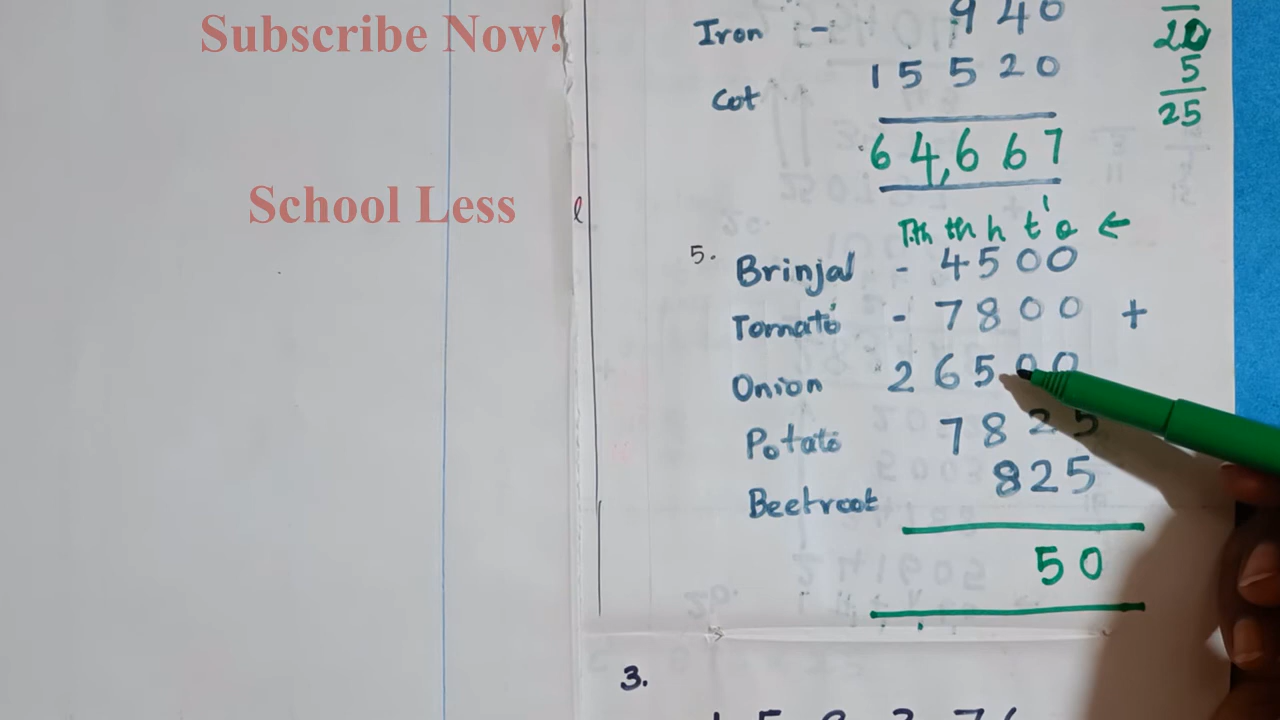 Subscribe Now!
School Less
Iron - 940
Cot 15520
64,667
20
5
25
T.th th h t o ←
1
5. Brinjal - 4500
Tomato - 7800 +
Onion 26500
Potato 7825
Beetroot 825
50
3.